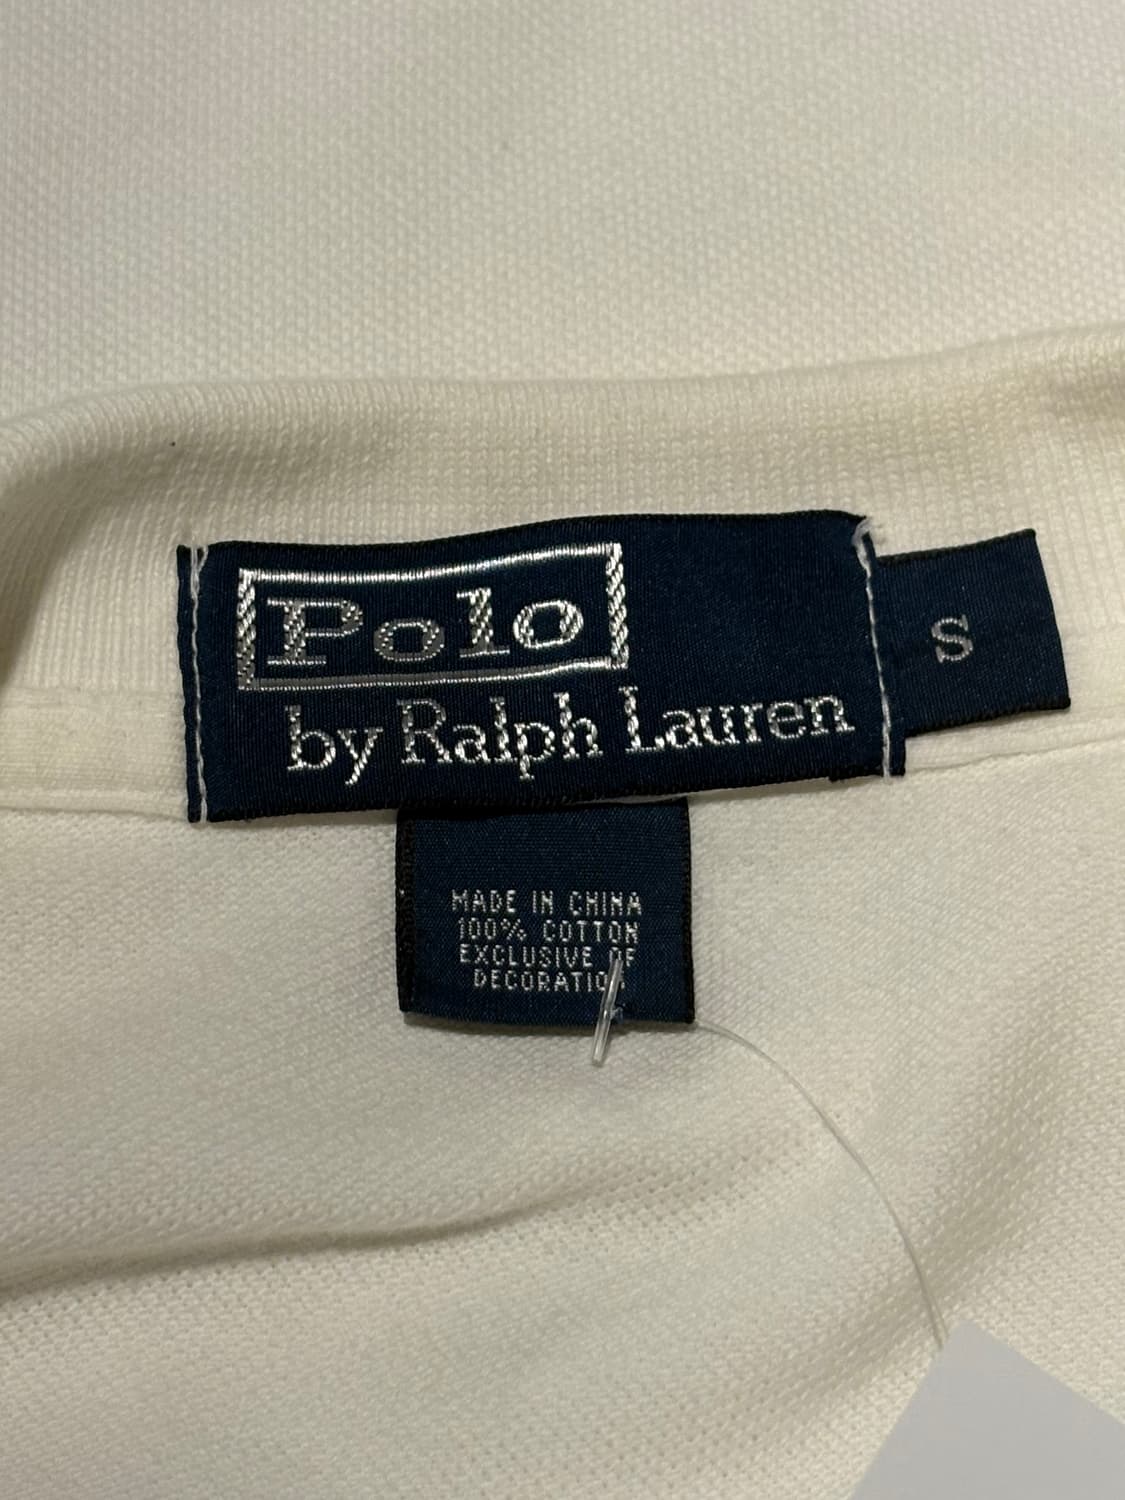 Polo
by Ralph Lauren
S
MADE IN CHINA
100% COTTON
EXCLUSIVE OF
DECORATION